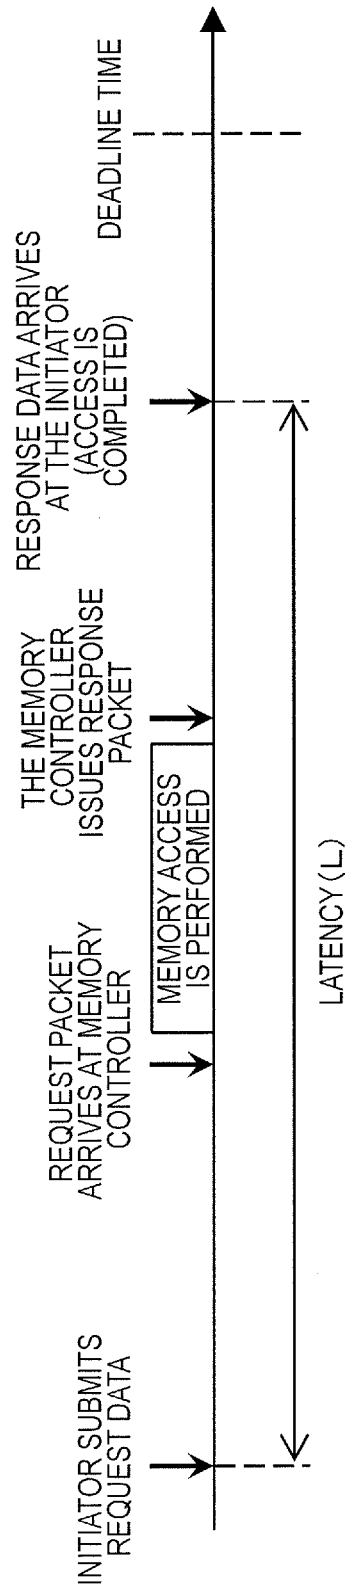 INITIATOR SUBMITS
REQUEST DATA
REQUEST PACKET
ARRIVES AT MEMORY
CONTROLLER
MEMORY ACCESS
IS PERFORMED
THE MEMORY
CONTROLLER
ISSUES RESPONSE
PACKET
RESPONSE DATA ARRIVES
AT THE INITIATOR
(ACCESS IS
COMPLETED)
DEADLINE TIME
LATENCY(L)